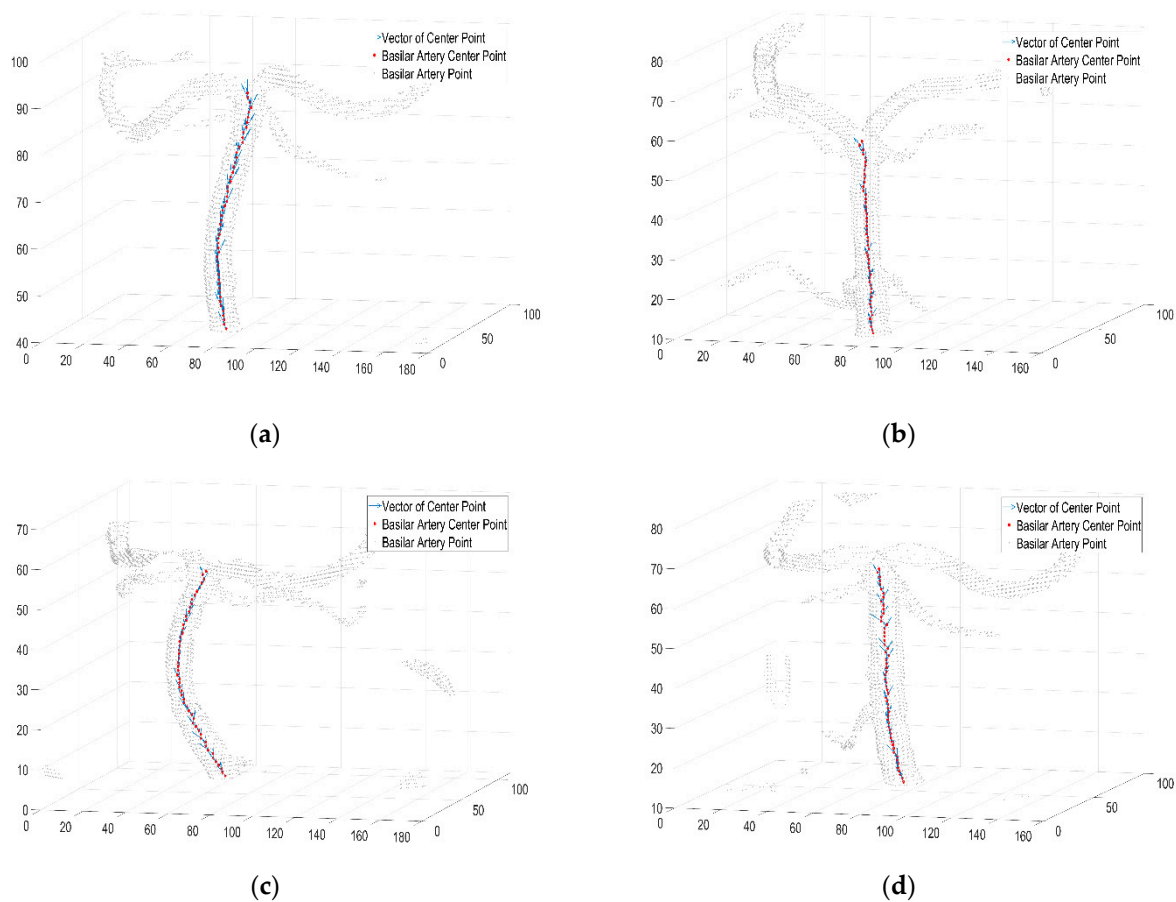 Vector of Center Point
Basilar Artery Center Point
Basilar Artery Point
100
90
80
70
60
50
40
0 20 40 60 80 100 120 140 160 180
0
50
100
(a)
Vector of Center Point
Basilar Artery Center Point
Basilar Artery Point
80
70
60
50
40
30
20
10
0 20 40 60 80 100 120 140 160
0
50
100
(b)
Vector of Center Point
Basilar Artery Center Point
Basilar Artery Point
70
60
50
40
30
20
10
0
0 20 40 60 80 100 120 140 160 180
0
50
100
(c)
Vector of Center Point
Basilar Artery Center Point
Basilar Artery Point
80
70
60
50
40
30
20
10
0 20 40 60 80 100 120 140 160
0
50
100
(d)